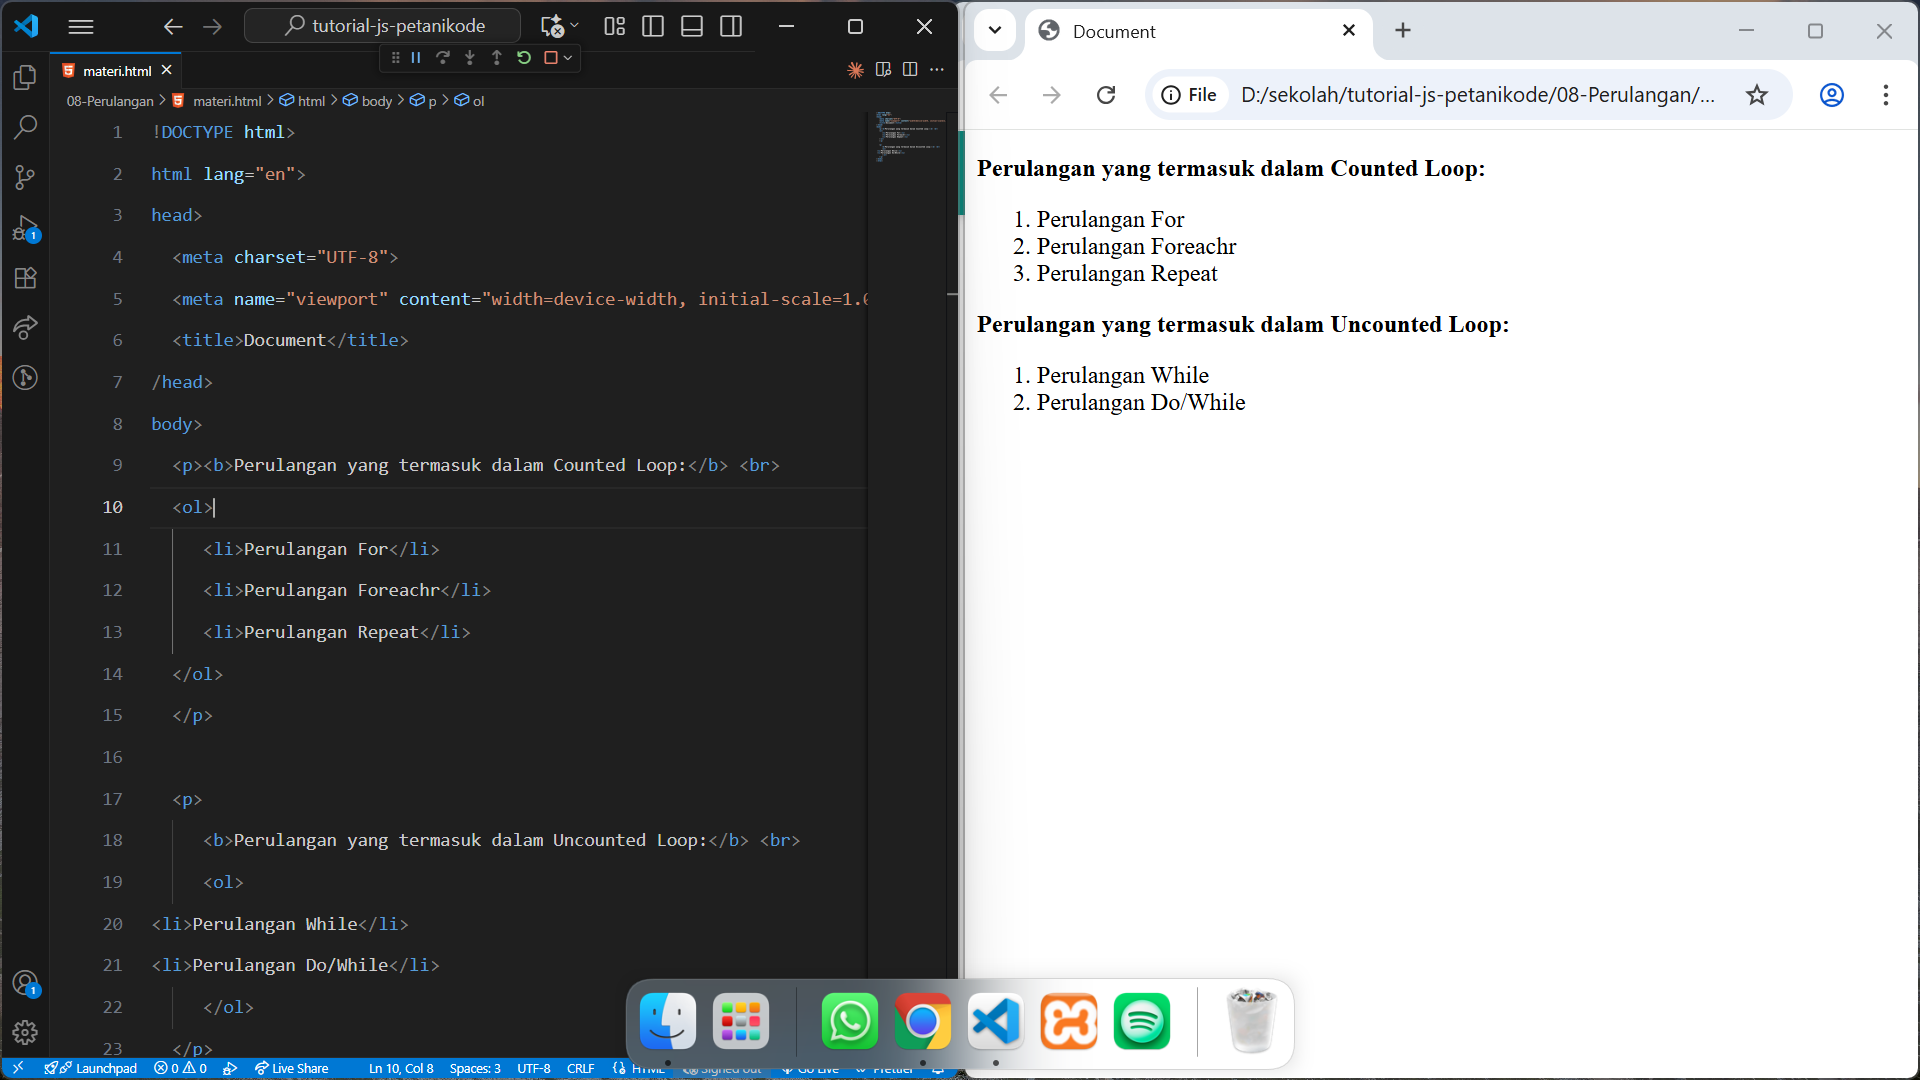 tutorial-js-petanikode
materi.html
08-Perulangan > materi.html > html > body > p > ol
1 !DOCTYPE html>
2 html lang="en">
3 head>
4 <meta charset="UTF-8">
5 <meta name="viewport" content="width=device-width, initial-scale=1.0
6 <title>Document</title>
7 /head>
8 body>
9 <p><b>Perulangan yang termasuk dalam Counted Loop:</b> <br>
10 <ol>
11 <li>Perulangan For</li>
12 <li>Perulangan Foreachr</li>
13 <li>Perulangan Repeat</li>
14 </ol>
15 </p>
16
17 <p>
18 <b>Perulangan yang termasuk dalam Uncounted Loop:</b> <br>
19 <ol>
20 <li>Perulangan While</li>
21 <li>Perulangan Do/While</li>
22 </ol>
23 </p>
1
1
Launchpad 0 0 Live Share Ln 10, Col 8 Spaces: 3 UTF-8 CRLF {} HTML Signed out Go Live Prettier
Document
File D:/sekolah/tutorial-js-petanikode/08-Perulangan/...
Perulangan yang termasuk dalam Counted Loop:
1. Perulangan For
2. Perulangan Foreachr
3. Perulangan Repeat
Perulangan yang termasuk dalam Uncounted Loop:
1. Perulangan While
2. Perulangan Do/While